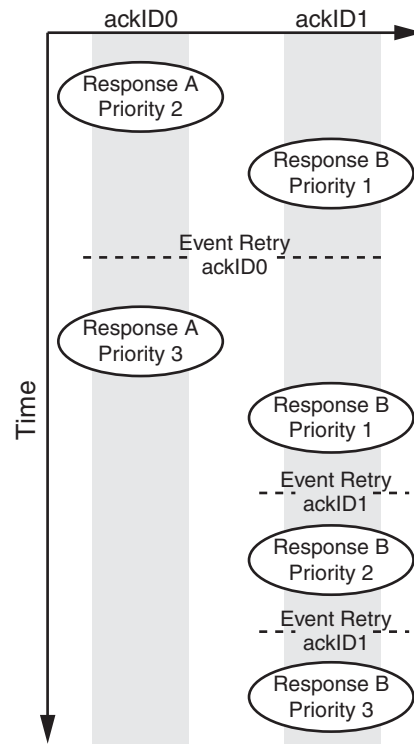 ackID0
ackID1
Response A
Priority 2
Response B
Priority 1
Event Retry
ackID0
Response A
Priority 3
Response B
Priority 1
Event Retry
ackID1
Response B
Priority 2
Event Retry
ackID1
Response B
Priority 3
Time